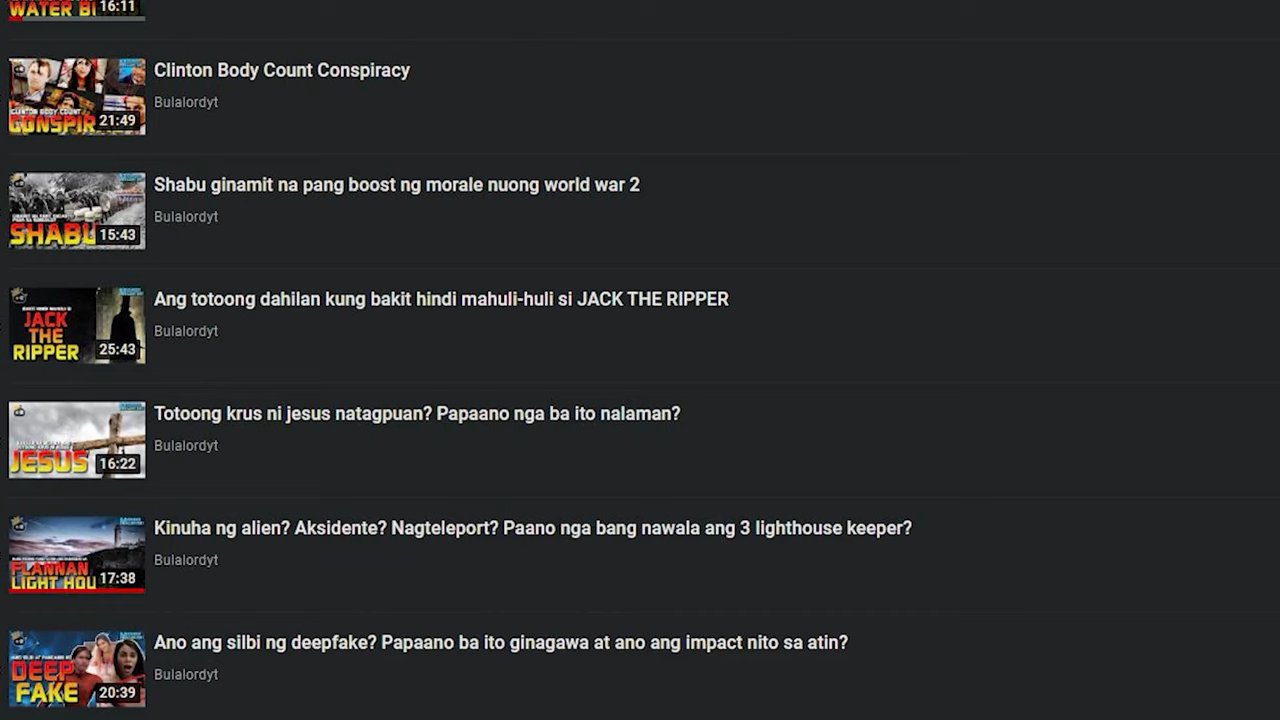 WATER BI
16:11
Clinton Body Count Conspiracy
Bulalordyt
CLINTON BODY COUNT
CONSPIR
21:49
Shabu ginamit na pang boost ng morale nuong world war 2
Bulalordyt
SHABU
15:43
Ang totoong dahilan kung bakit hindi mahuli-huli si JACK THE RIPPER
Bulalordyt
JACK
THE
RIPPER
25:43
Totoong krus ni jesus natagpuan? Papaano nga ba ito nalaman?
Bulalordyt
JESUS
16:22
Kinuha ng alien? Aksidente? Nagteleport? Paano nga bang nawala ang 3 lighthouse keeper?
Bulalordyt
FLANNAN
LIGHT HOU
17:38
Ano ang silbi ng deepfake? Papaano ba ito ginagawa at ano ang impact nito sa atin?
Bulalordyt
DEEP
FAKE
20:39